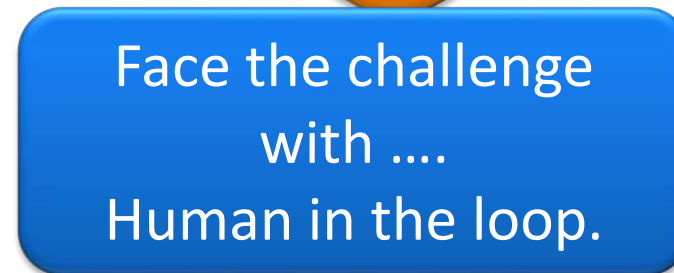 Face the challenge
with ....
Human in the loop.